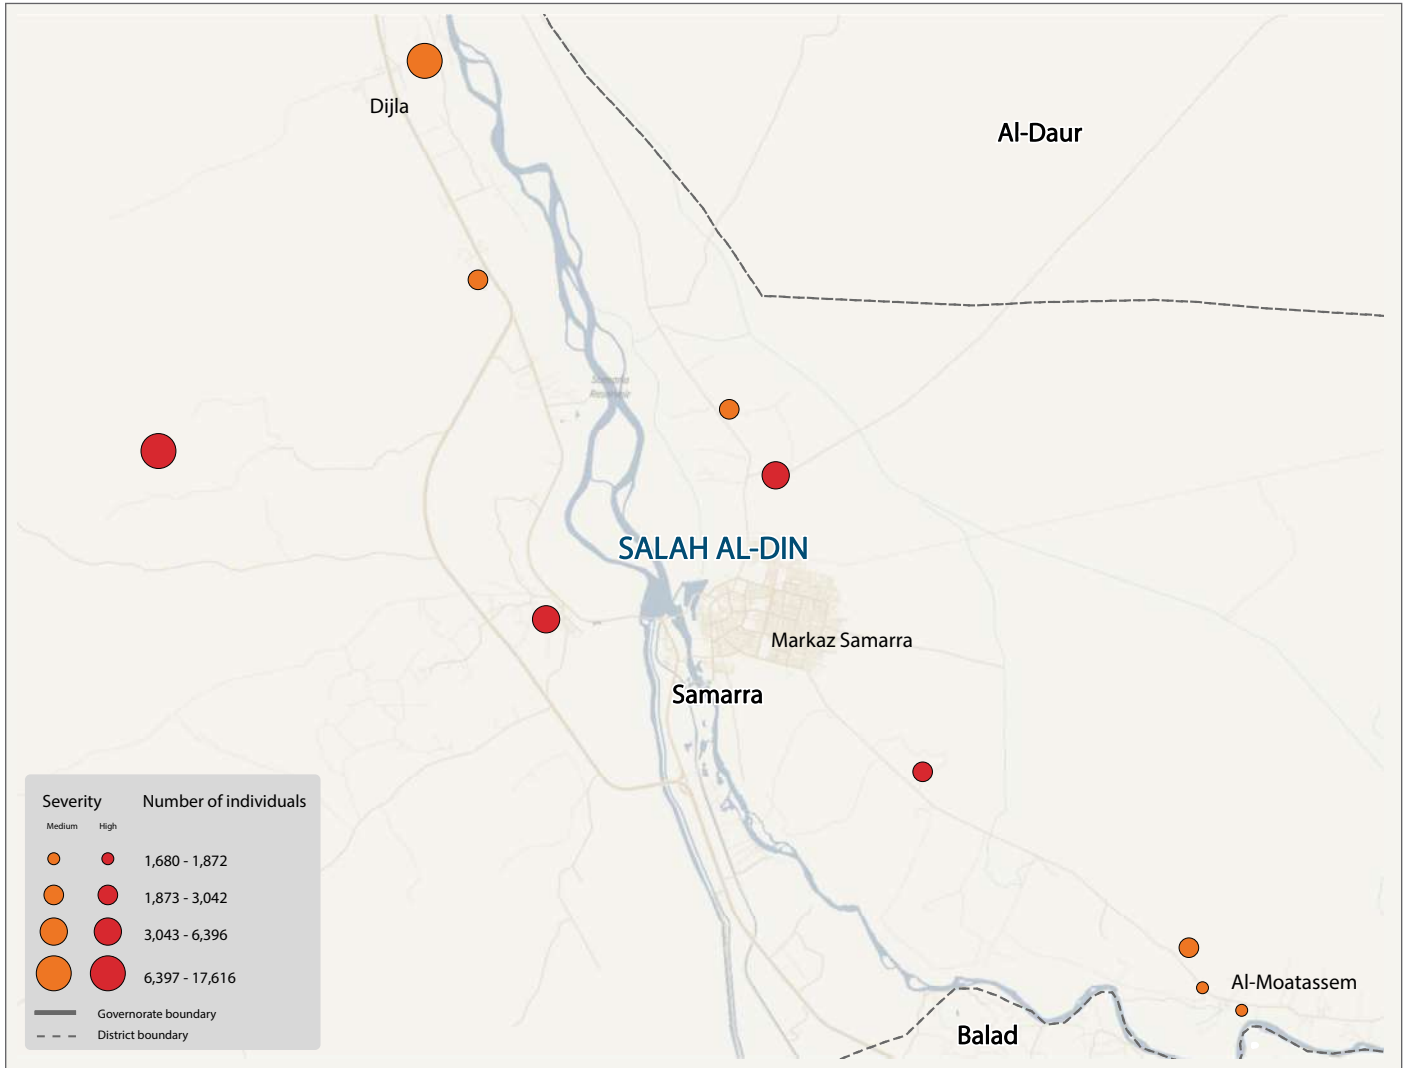 Dijla
Al-Daur
Samarra
Reservoir
SALAH AL-DIN
Markaz Samarra
Samarra
Al-Moatassem
Balad
Severity Number of individuals
Medium High
1,680 - 1,872
1,873 - 3,042
3,043 - 6,396
6,397 - 17,616
Governorate boundary
District boundary